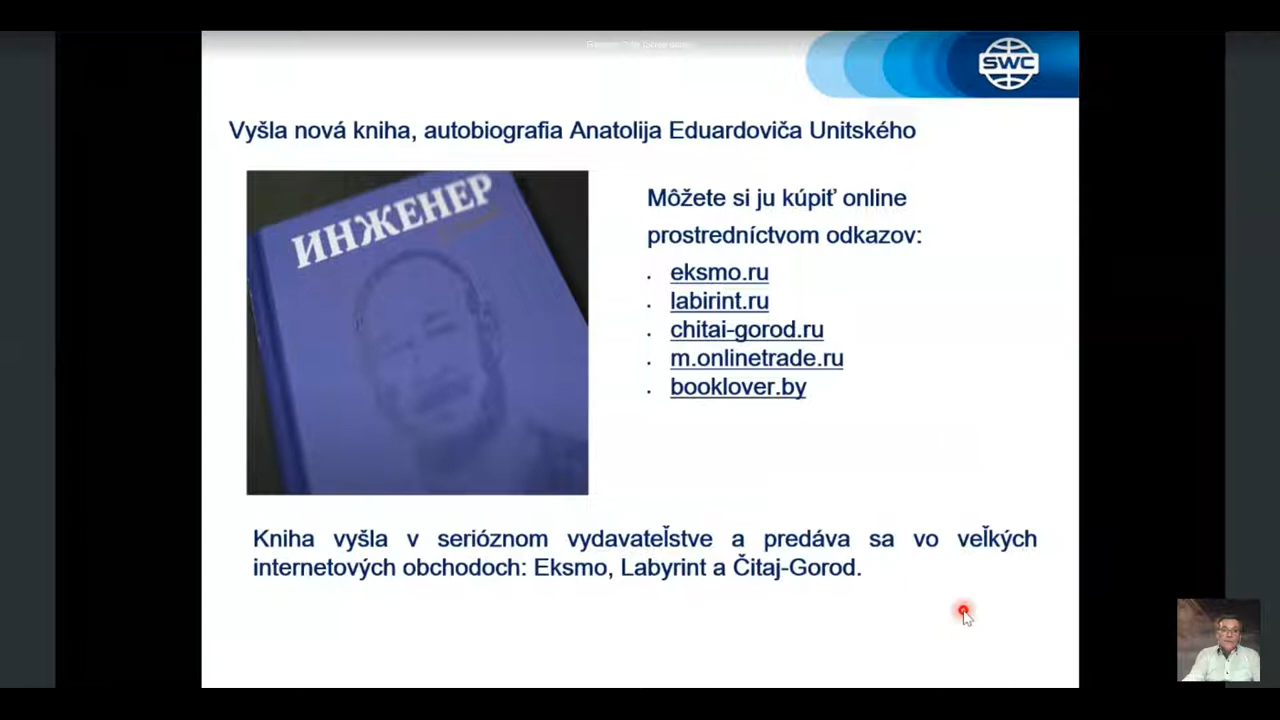 SWC
Vyšla nová kniha, autobiografia Anatolija Eduardoviča Unitského
ИНЖЕНЕР
Môžete si ju kúpiť online
prostredníctvom odkazov:
eksmo.ru
labirint.ru
chitai-gorod.ru
m.onlinetrade.ru
booklover.by
Kniha vyšla v serióznom vydavateľstve a predáva sa vo veľkých
internetových obchodoch: Eksmo, Labyrint a Čitaj-Gorod.